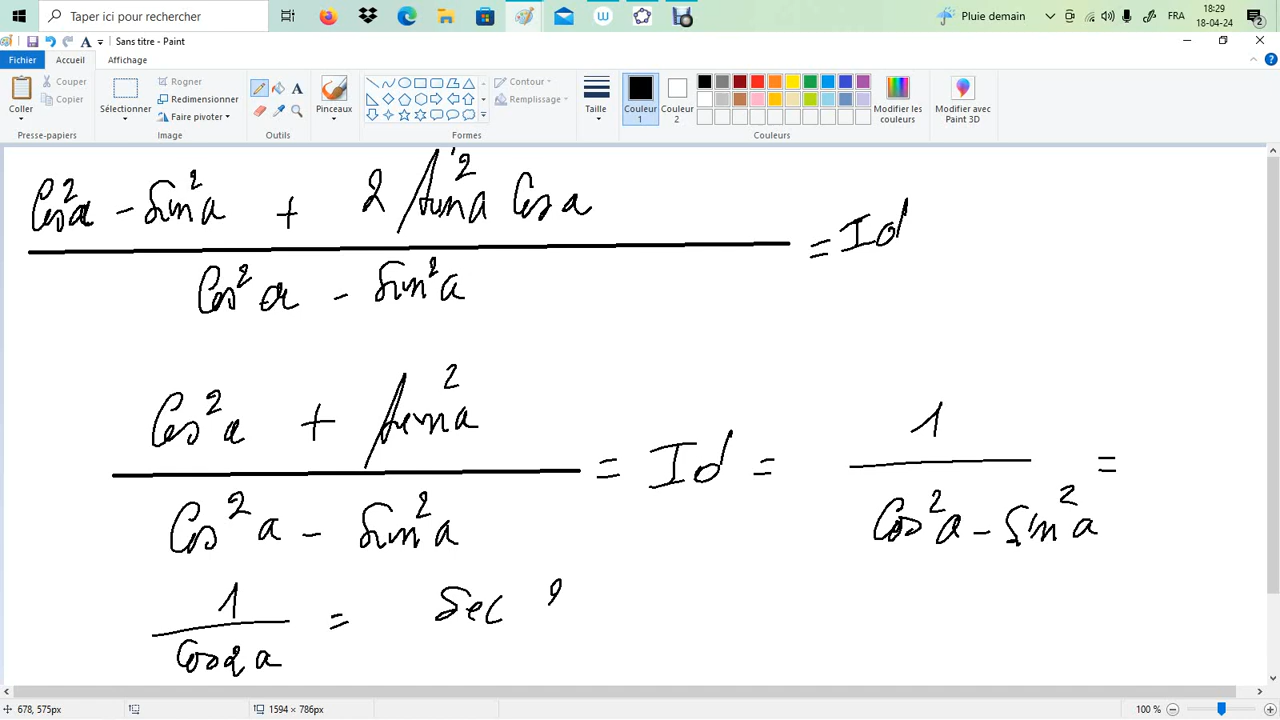 Taper ici pour rechercher
Pluie demain
FRA
18:29
18-04-24
2
Sans titre - Paint
Fichier
Accueil
Affichage
Coller
Couper
Copier
Presse-papiers
Sélectionner
Rogner
Redimensionner
Faire pivoter
Image
A
Outils
Pinceaux
Contour
Remplissage
Formes
Taille
Couleur 1
Couleur 2
Modifier les couleurs
Couleurs
Modifier avec Paint 3D
Cos²a - Sin²a + 2 sin²a Cos a
Cos²a - Sin²a
= Id
Cos²a + sin²a
Cos²a - Sin²a
= Id =
1
Cos²a - Sin²a
=
1
Cos2a
= Sec 2
678, 575px
1594 × 786px
100 %